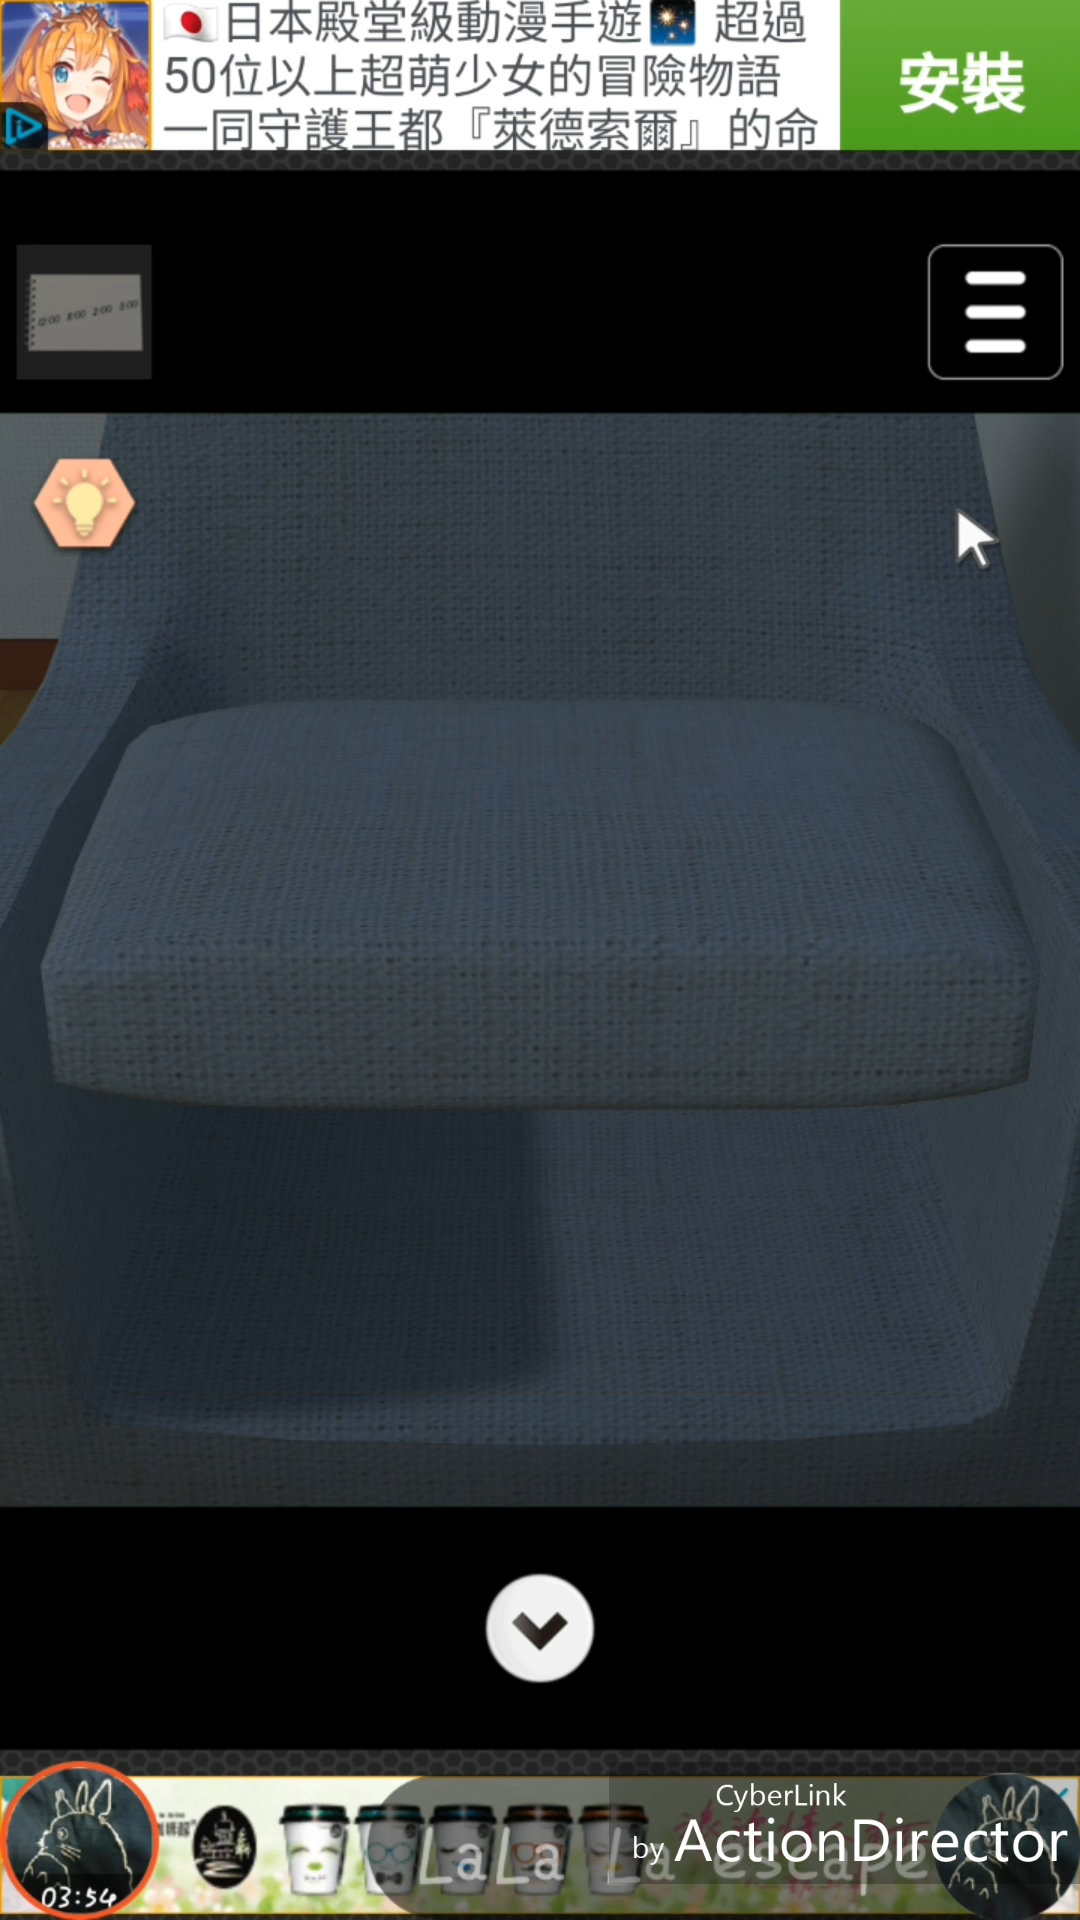 🇯🇵日本殿堂級動漫手遊🎇 超過
50位以上超萌少女的冒險物語
一同守護王都『萊德索爾』的命
安裝
12:00 8:00 2:00 3:00
CyberLink
by ActionDirector
LaLa La escape
03:54